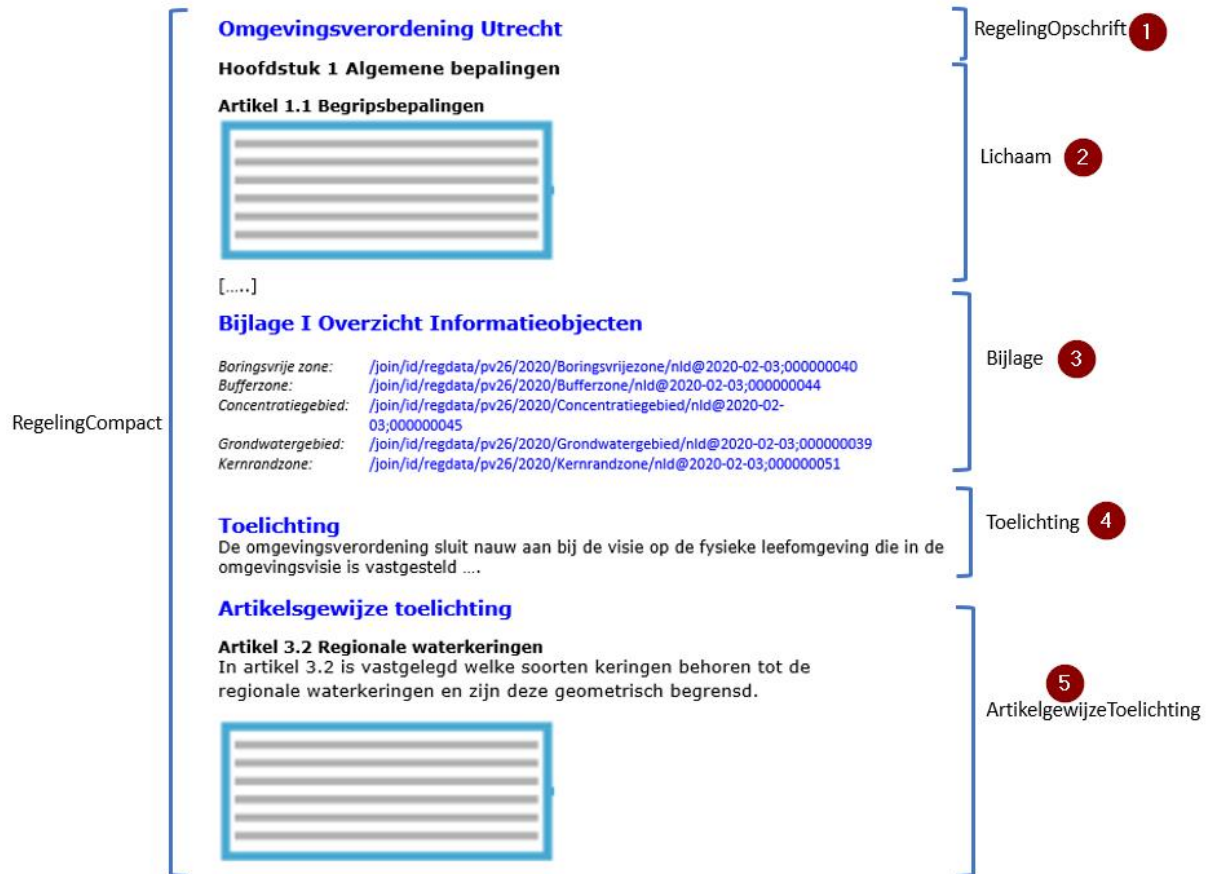 Omgevingsverordening Utrecht
RegelingOpschrift 1
Hoofdstuk 1 Algemene bepalingen
Artikel 1.1 Begripsbepalingen
Lichaam 2
[.....]
Bijlage I Overzicht Informatieobjecten
Bijlage 3
Boringsvrije zone: /join/id/regdata/pv26/2020/Boringsvrijezone/nld@2020-02-03;000000040
Bufferzone: /join/id/regdata/pv26/2020/Bufferzone/nld@2020-02-03;000000044
Concentratiegebied: /join/id/regdata/pv26/2020/Concentratiegebied/nld@2020-02-
03;000000045
Grondwatergebied: /join/id/regdata/pv26/2020/Grondwatergebied/nld@2020-02-03;000000039
Kernrandzone: /join/id/regdata/pv26/2020/Kernrandzone/nld@2020-02-03;000000051
RegelingCompact
Toelichting
Toelichting 4
De omgevingsverordening sluit nauw aan bij de visie op de fysieke leefomgeving die in de
omgevingsvisie is vastgesteld ....
Artikelsgewijze toelichting
Artikel 3.2 Regionale waterkeringen
In artikel 3.2 is vastgelegd welke soorten keringen behoren tot de
regionale waterkeringen en zijn deze geometrisch begrensd.
5
ArtikelgewijzeToelichting